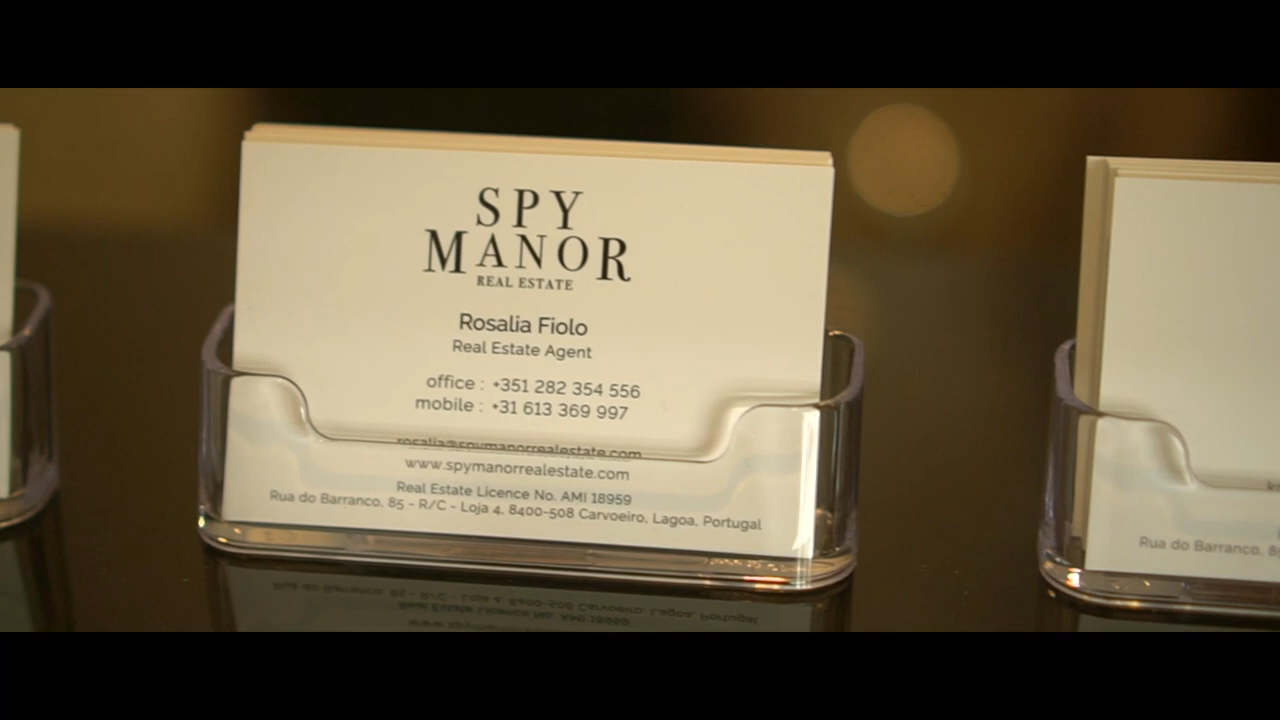 SPY
MANOR
REAL ESTATE
Rosalia Fiolo
Real Estate Agent
office : +351 282 354 556
mobile : +31 613 369 997
rosalia@spymanorrealestate.com
www.spymanorrealestate.com
Real Estate Licence No. AMI 18959
Rua do Barranco, 85 - R/C - Loja 4, 8400-508 Carvoeiro, Lagoa, Portugal
Rua do Barranco, 8